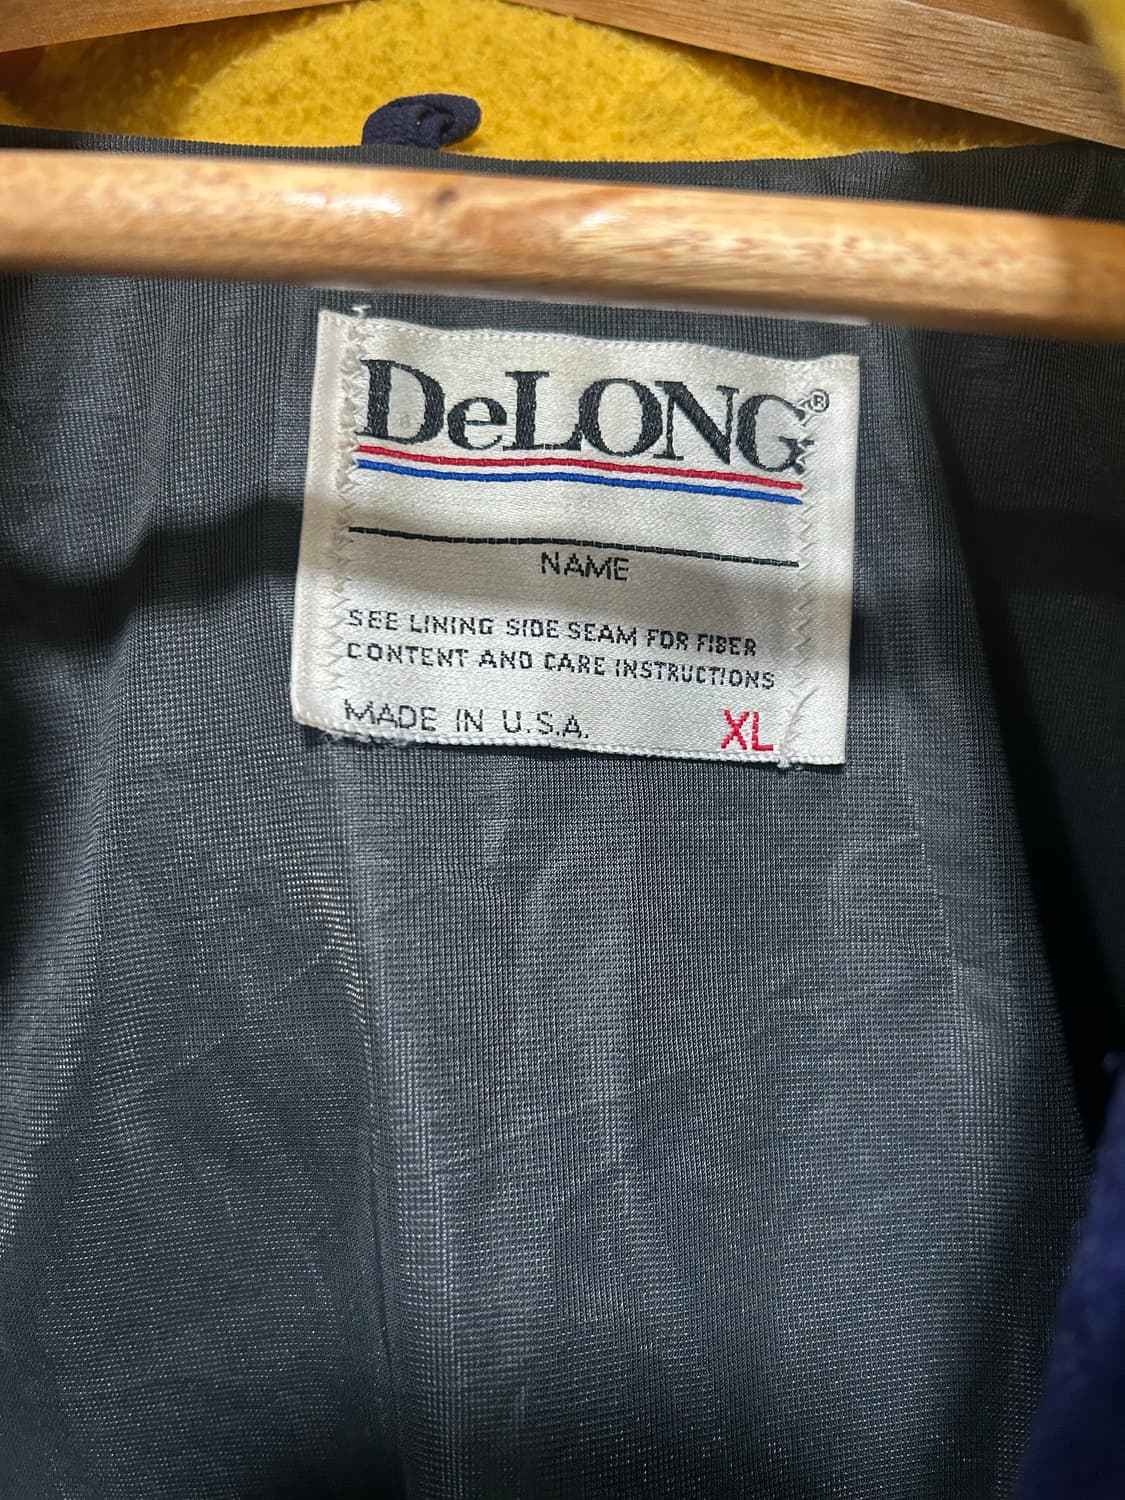 DeLONG®
NAME
SEE LINING SIDE SEAM FOR FIBER
CONTENT AND CARE INSTRUCTIONS
MADE IN U.S.A. XL